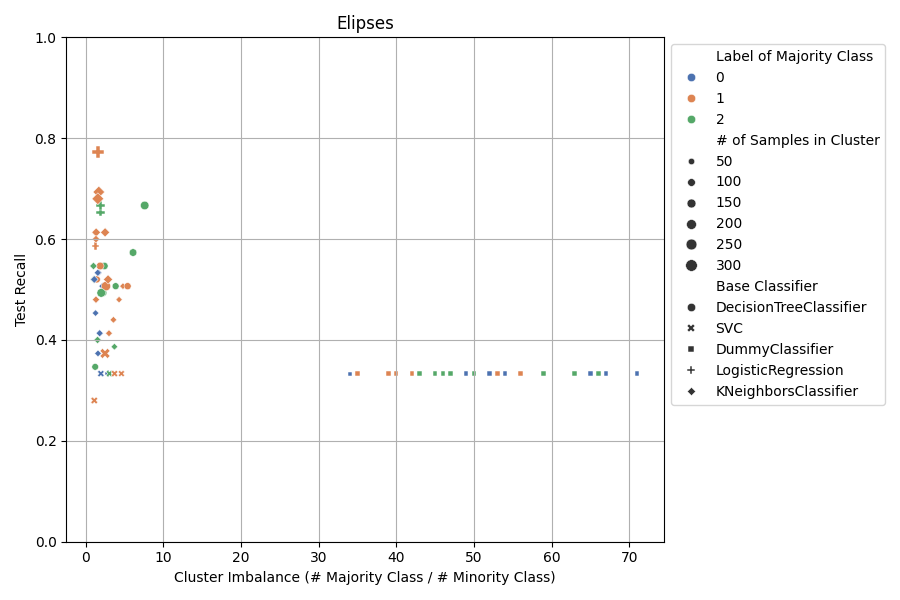 Elipses
Test Recall
1.0
0.8
0.6
0.4
0.2
0.0
0 10 20 30 40 50 60 70
Cluster Imbalance (# Majority Class / # Minority Class)
Label of Majority Class
0
1
2
# of Samples in Cluster
50
100
150
200
250
300
Base Classifier
DecisionTreeClassifier
SVC
DummyClassifier
LogisticRegression
KNeighborsClassifier